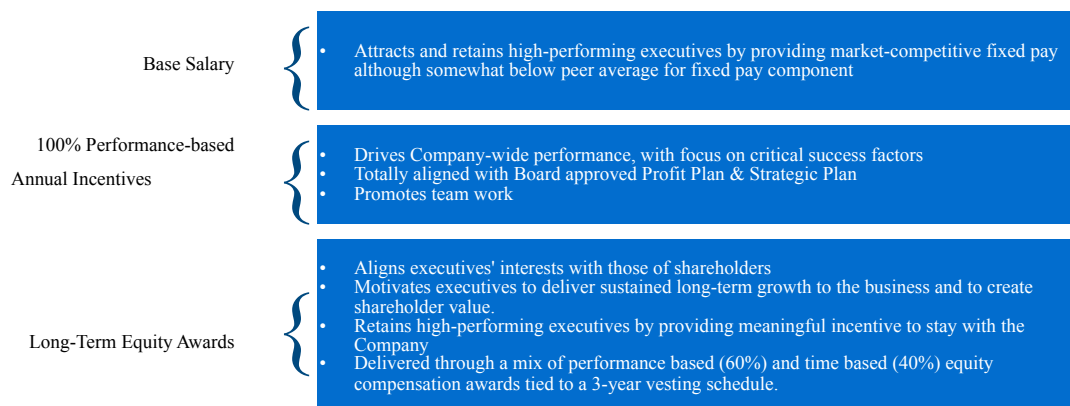 Base Salary
• Attracts and retains high-performing executives by providing market-competitive fixed pay
although somewhat below peer average for fixed pay component
100% Performance-based
Annual Incentives
• Drives Company-wide performance, with focus on critical success factors
• Totally aligned with Board approved Profit Plan & Strategic Plan
• Promotes team work
Long-Term Equity Awards
• Aligns executives' interests with those of shareholders
• Motivates executives to deliver sustained long-term growth to the business and to create
shareholder value.
• Retains high-performing executives by providing meaningful incentive to stay with the
Company
• Delivered through a mix of performance based (60%) and time based (40%) equity
compensation awards tied to a 3-year vesting schedule.